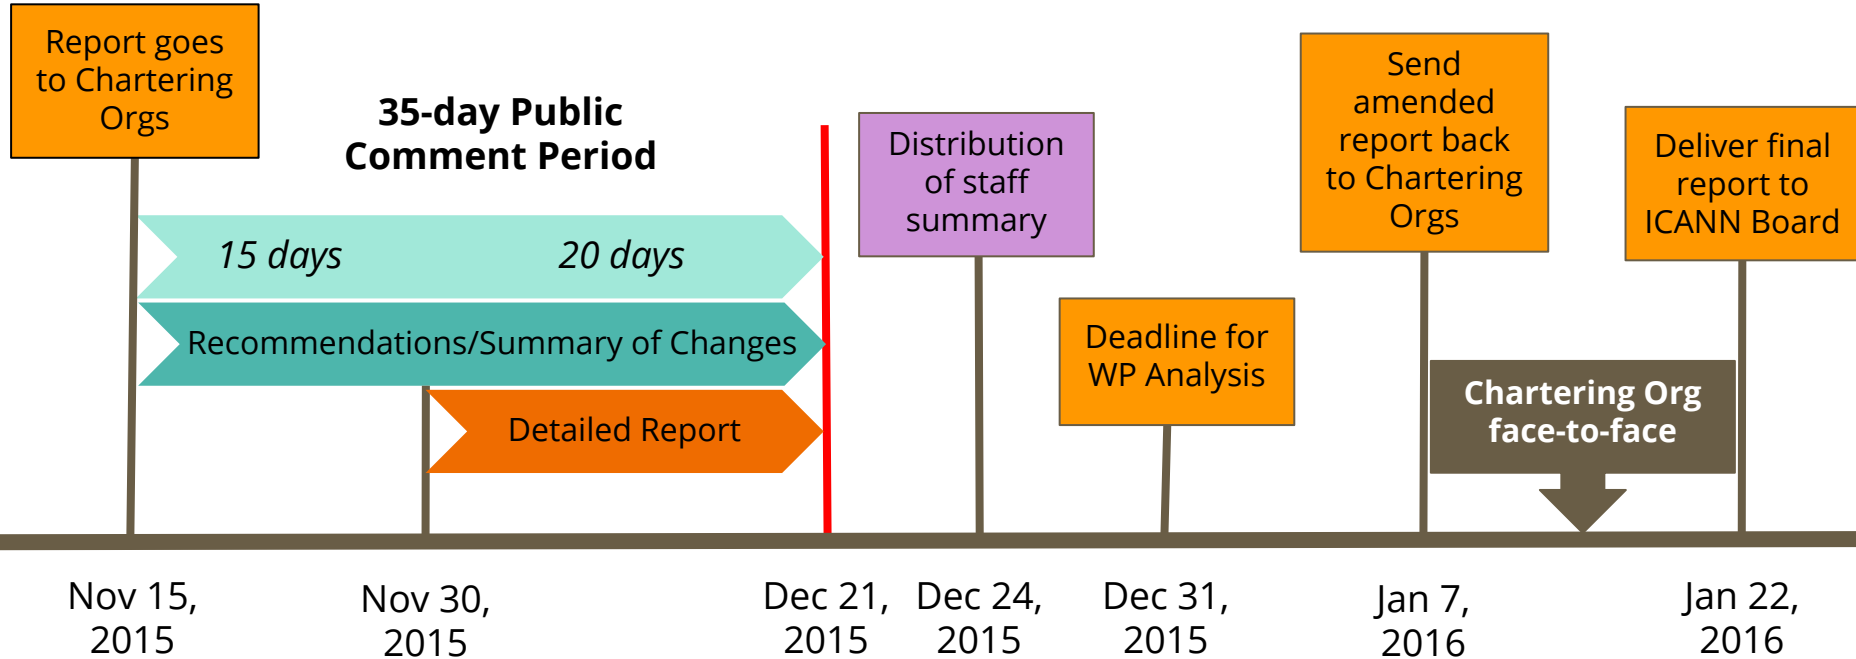 Report goes
to Chartering
Orgs
35-day Public
Comment Period
15 days
20 days
Recommendations/Summary of Changes
Detailed Report
Distribution
of staff
summary
Deadline for
WP Analysis
Send
amended
report back
to Chartering
Orgs
Chartering Org
face-to-face
Deliver final
report to
ICANN Board
Nov 15,
2015
Nov 30,
2015
Dec 21,
2015
Dec 24,
2015
Dec 31,
2015
Jan 7,
2016
Jan 22,
2016